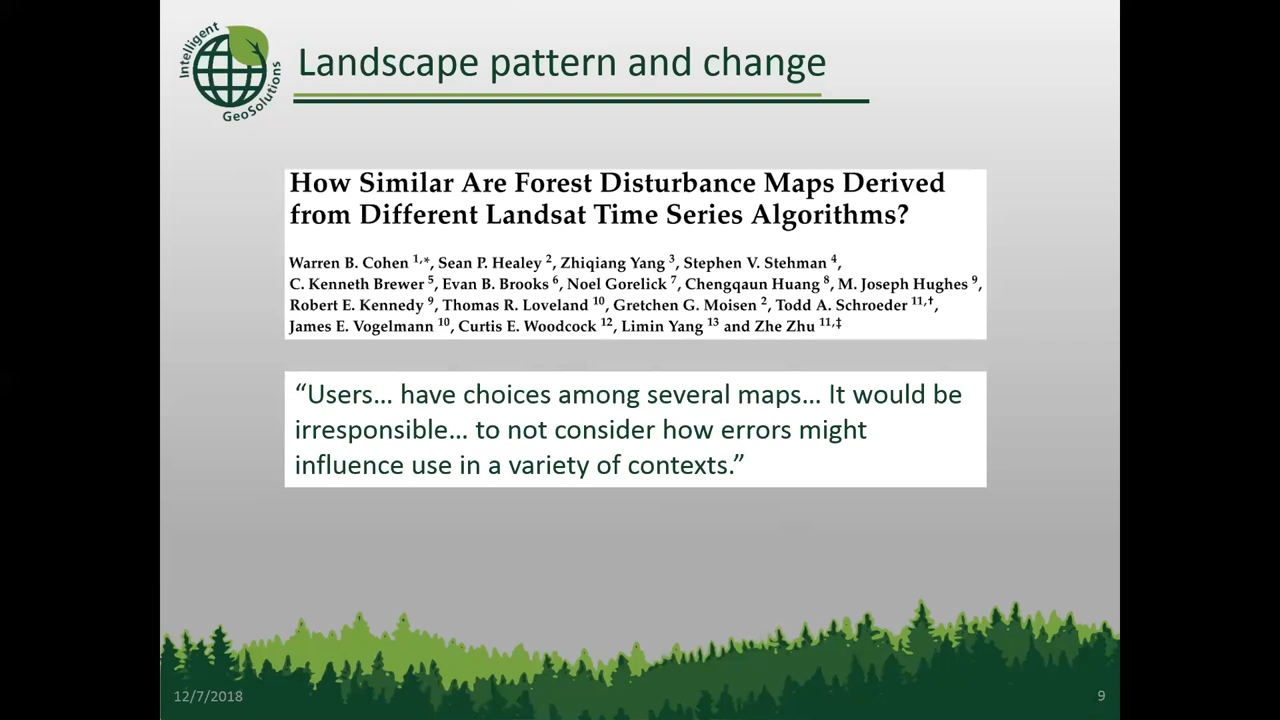 Intelligent
GeoSolutions
Landscape pattern and change
How Similar Are Forest Disturbance Maps Derived
from Different Landsat Time Series Algorithms?
Warren B. Cohen 1,*, Sean P. Healey 2, Zhiqiang Yang 3, Stephen V. Stehman 4,
C. Kenneth Brewer 5, Evan B. Brooks 6, Noel Gorelick 7, Chengqaun Huang 8, M. Joseph Hughes 9,
Robert E. Kennedy 9, Thomas R. Loveland 10, Gretchen G. Moisen 2, Todd A. Schroeder 11,†,
James E. Vogelmann 10, Curtis E. Woodcock 12, Limin Yang 13 and Zhe Zhu 11,‡
“Users… have choices among several maps… It would be
irresponsible… to not consider how errors might
influence use in a variety of contexts.”
12/7/2018
9